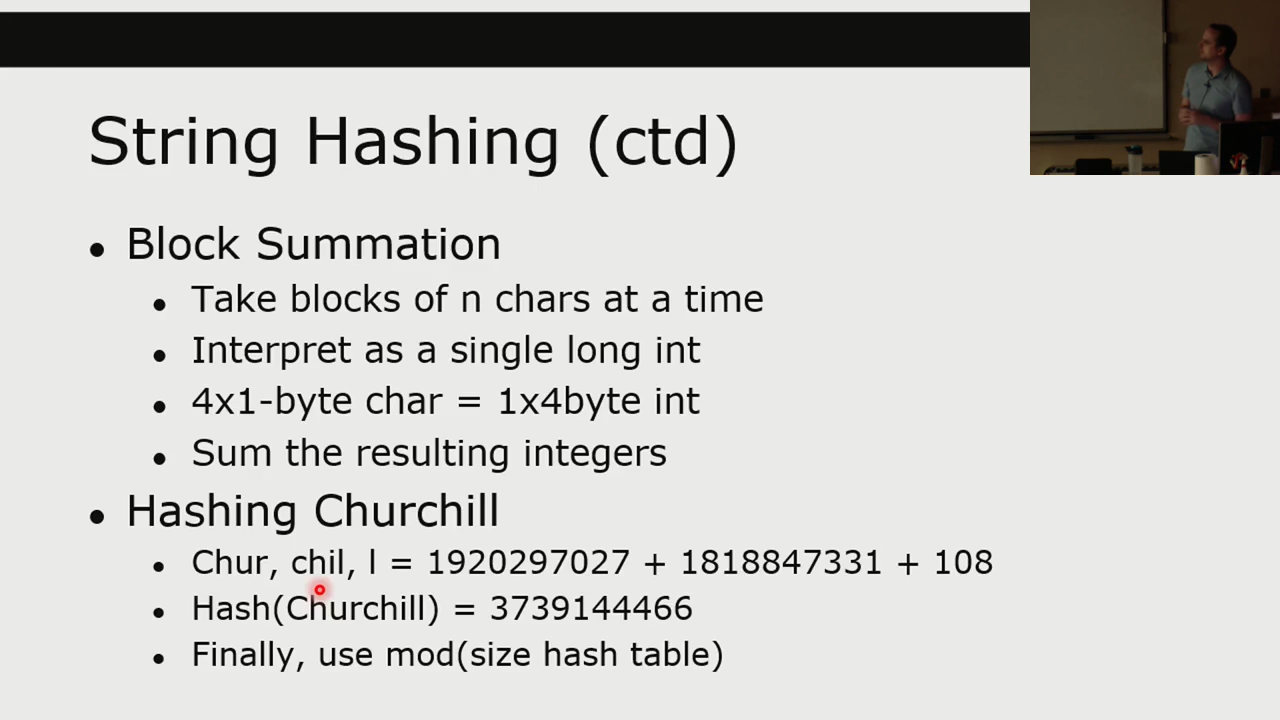 String Hashing (ctd)
• Block Summation
• Take blocks of n chars at a time
• Interpret as a single long int
• 4x1-byte char = 1x4byte int
• Sum the resulting integers
• Hashing Churchill
• Chur, chil, l = 1920297027 + 1818847331 + 108
• Hash(Churchill) = 3739144466
• Finally, use mod(size hash table)